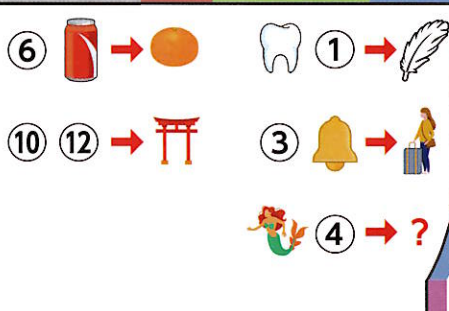 ⑥ → ① →
⑩ ⑫ → ③ →
④ → ?